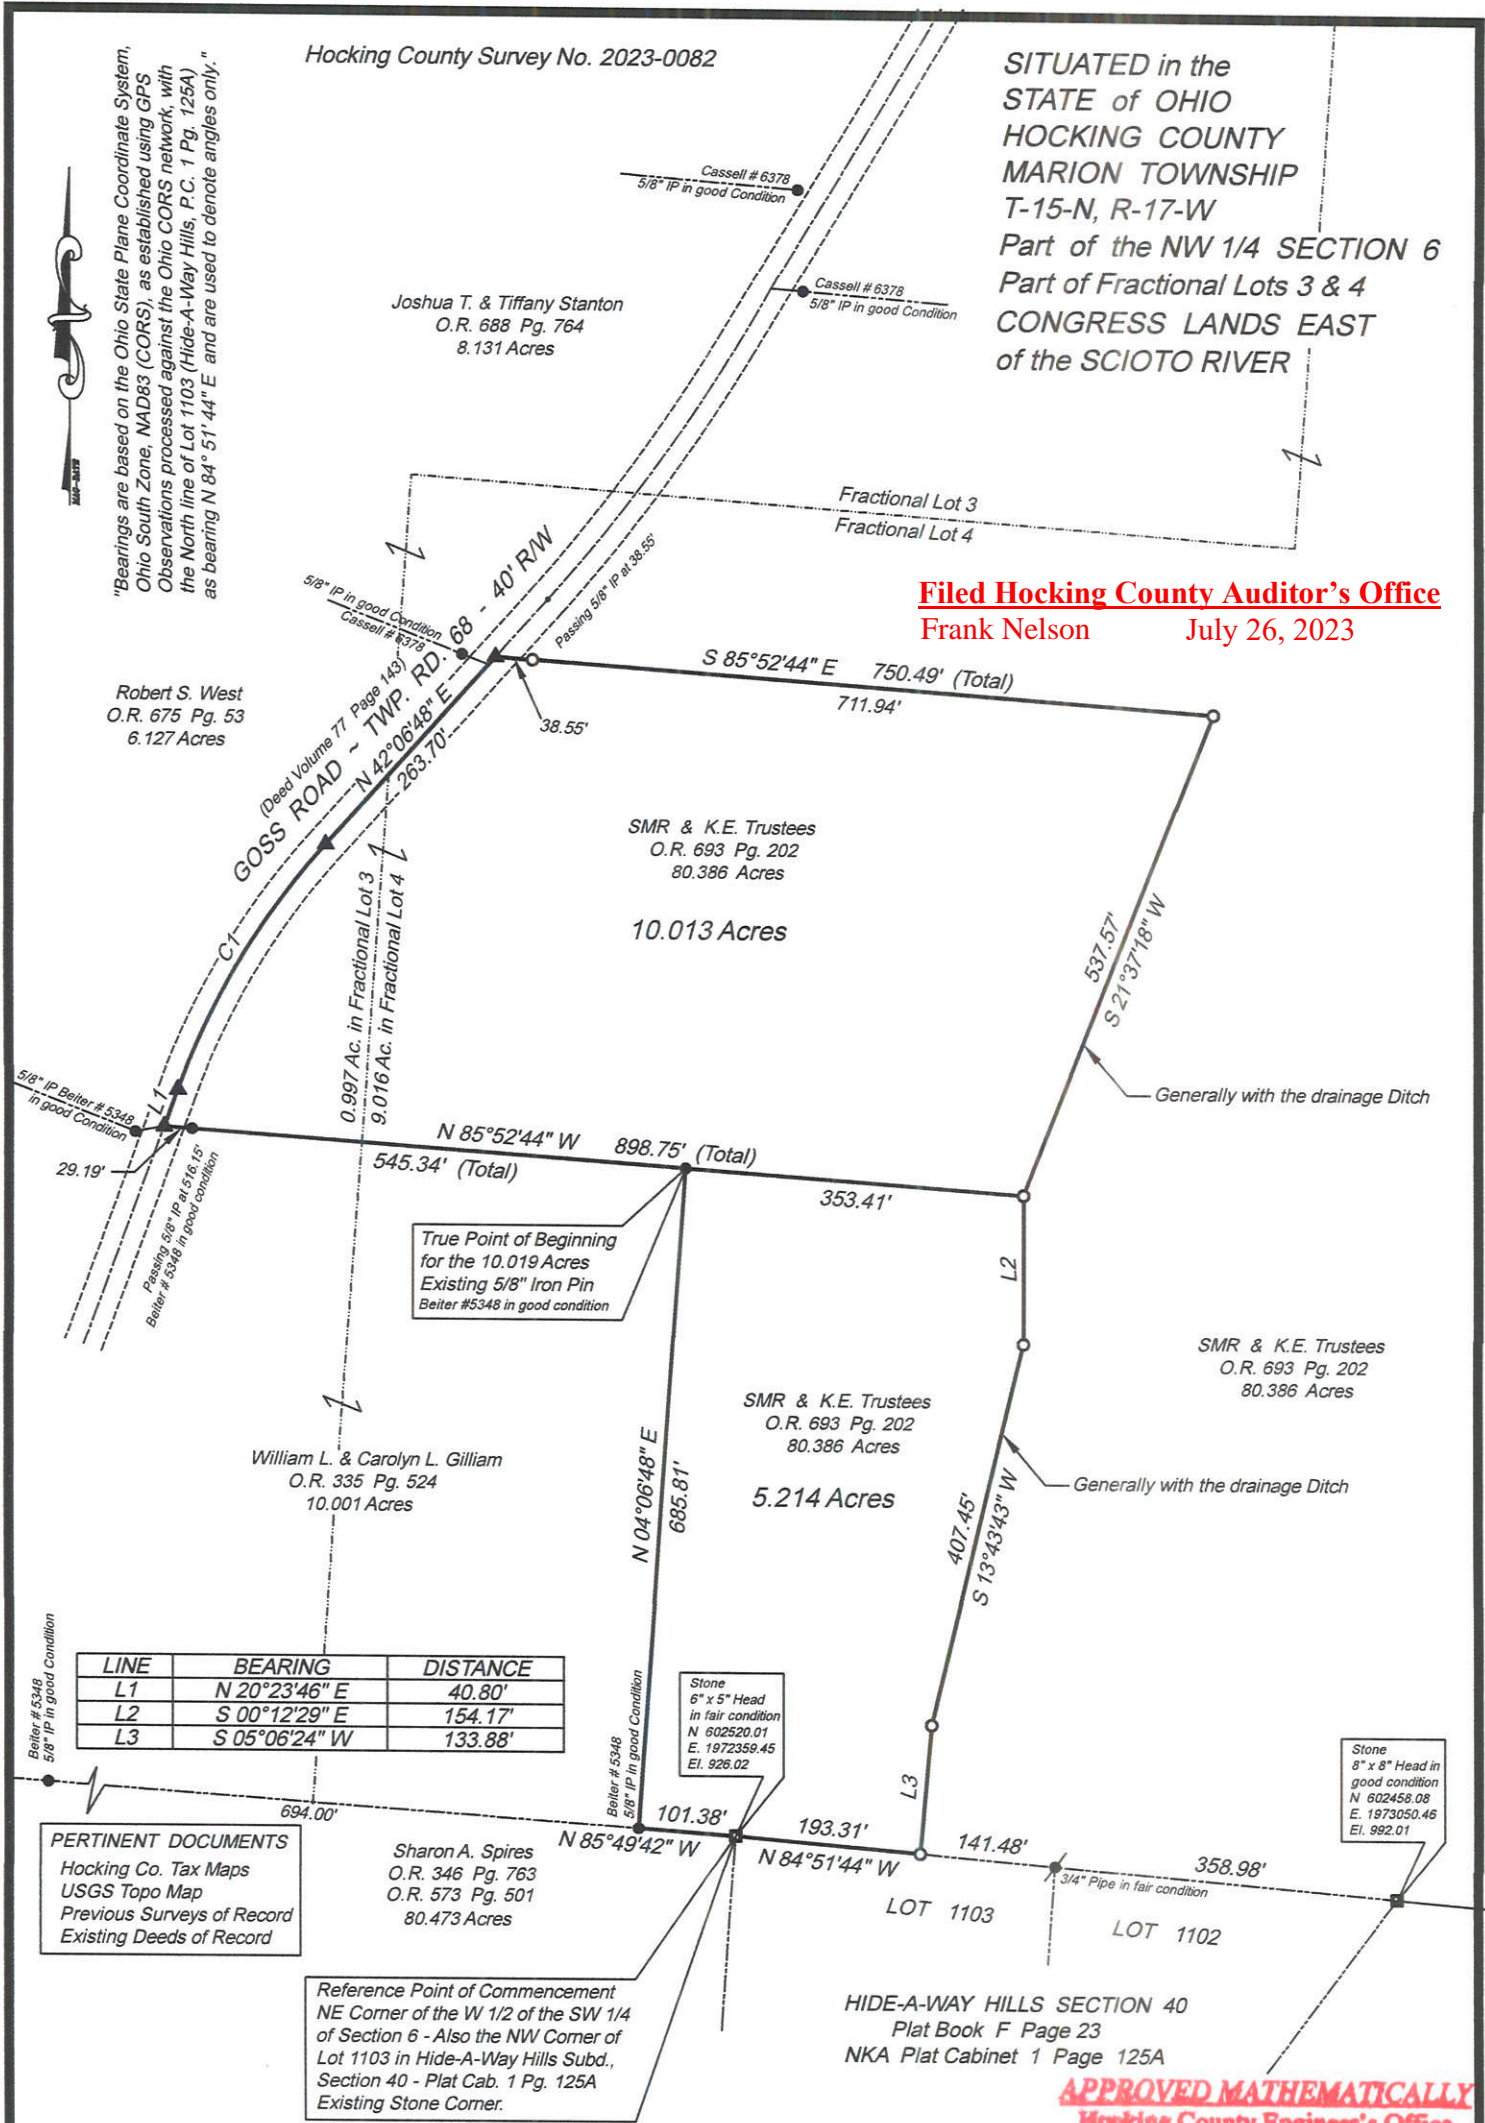 Hocking County Survey No. 2023-0082
"Bearings are based on the Ohio State Plane Coordinate System,
Ohio South Zone, NAD83 (CORS), as established using GPS
Observations processed against the Ohio CORS network, with
the North line of Lot 1103 (Hide-A-Way Hills, P.C. 1 Pg. 125A)
as bearing N 84° 51' 44" E and are used to denote angles only."
SITUATED in the
STATE of OHIO
HOCKING COUNTY
MARION TOWNSHIP
T-15-N, R-17-W
Part of the NW 1/4 SECTION 6
Part of Fractional Lots 3 & 4
CONGRESS LANDS EAST
of the SCIOTO RIVER
Cassell # 6378
5/8" IP in good Condition
Cassell # 6378
5/8" IP in good Condition
Joshua T. & Tiffany Stanton
O.R. 688 Pg. 764
8.131 Acres
Fractional Lot 3
Fractional Lot 4
Filed Hocking County Auditor's Office
Frank Nelson July 26, 2023
5/8" IP in good Condition
Cassell # 6378
Passing 5/8" IP at 38.55'
S 85°52'44" E 750.49' (Total)
711.94'
38.55'
Robert S. West
O.R. 675 Pg. 53
6.127 Acres
(Deed Volume 77 Page 143)
GOSS ROAD ~ TWP. RD. 68 - 40' R/W
N 42°06'48" E
263.70'
C1
SMR & K.E. Trustees
O.R. 693 Pg. 202
80.386 Acres
10.013 Acres
0.997 Ac. in Fractional Lot 3
9.016 Ac. in Fractional Lot 4
537.57'
S 21°37'18" W
Generally with the drainage Ditch
5/8" IP Beiter # 5348
in good Condition
L1
29.19'
Passing 5/8" IP at 516.15'
Beiter # 5348 in good condition
N 85°52'44" W 898.75' (Total)
545.34' (Total)
353.41'
True Point of Beginning
for the 10.019 Acres
Existing 5/8" Iron Pin
Beiter #5348 in good condition
L2
SMR & K.E. Trustees
O.R. 693 Pg. 202
80.386 Acres
SMR & K.E. Trustees
O.R. 693 Pg. 202
80.386 Acres
5.214 Acres
William L. & Carolyn L. Gilliam
O.R. 335 Pg. 524
10.001 Acres
N 04°06'48" E
685.81'
407.45'
S 13°43'43" W
Generally with the drainage Ditch
LINE BEARING DISTANCE
L1 N 20°23'46" E 40.80'
L2 S 00°12'29" E 154.17'
L3 S 05°06'24" W 133.88'
Beiter # 5348
5/8" IP in good Condition
Beiter # 5348
5/8" IP in good Condition
Stone
6" x 5" Head
in fair condition
N 602520.01
E. 1972359.45
El. 926.02
Stone
8" x 8" Head in
good condition
N 602458.08
E. 1973050.46
El. 992.01
L3
694.00'
101.38'
N 85°49'42" W
193.31'
N 84°51'44" W
141.48'
358.98'
3/4" Pipe in fair condition
LOT 1103
LOT 1102
PERTINENT DOCUMENTS
Hocking Co. Tax Maps
USGS Topo Map
Previous Surveys of Record
Existing Deeds of Record
Sharon A. Spires
O.R. 346 Pg. 763
O.R. 573 Pg. 501
80.473 Acres
Reference Point of Commencement
NE Corner of the W 1/2 of the SW 1/4
of Section 6 - Also the NW Corner of
Lot 1103 in Hide-A-Way Hills Subd.,
Section 40 - Plat Cab. 1 Pg. 125A
Existing Stone Corner.
HIDE-A-WAY HILLS SECTION 40
Plat Book F Page 23
NKA Plat Cabinet 1 Page 125A
APPROVED MATHEMATICALLY
Hocking County Engineer's Office